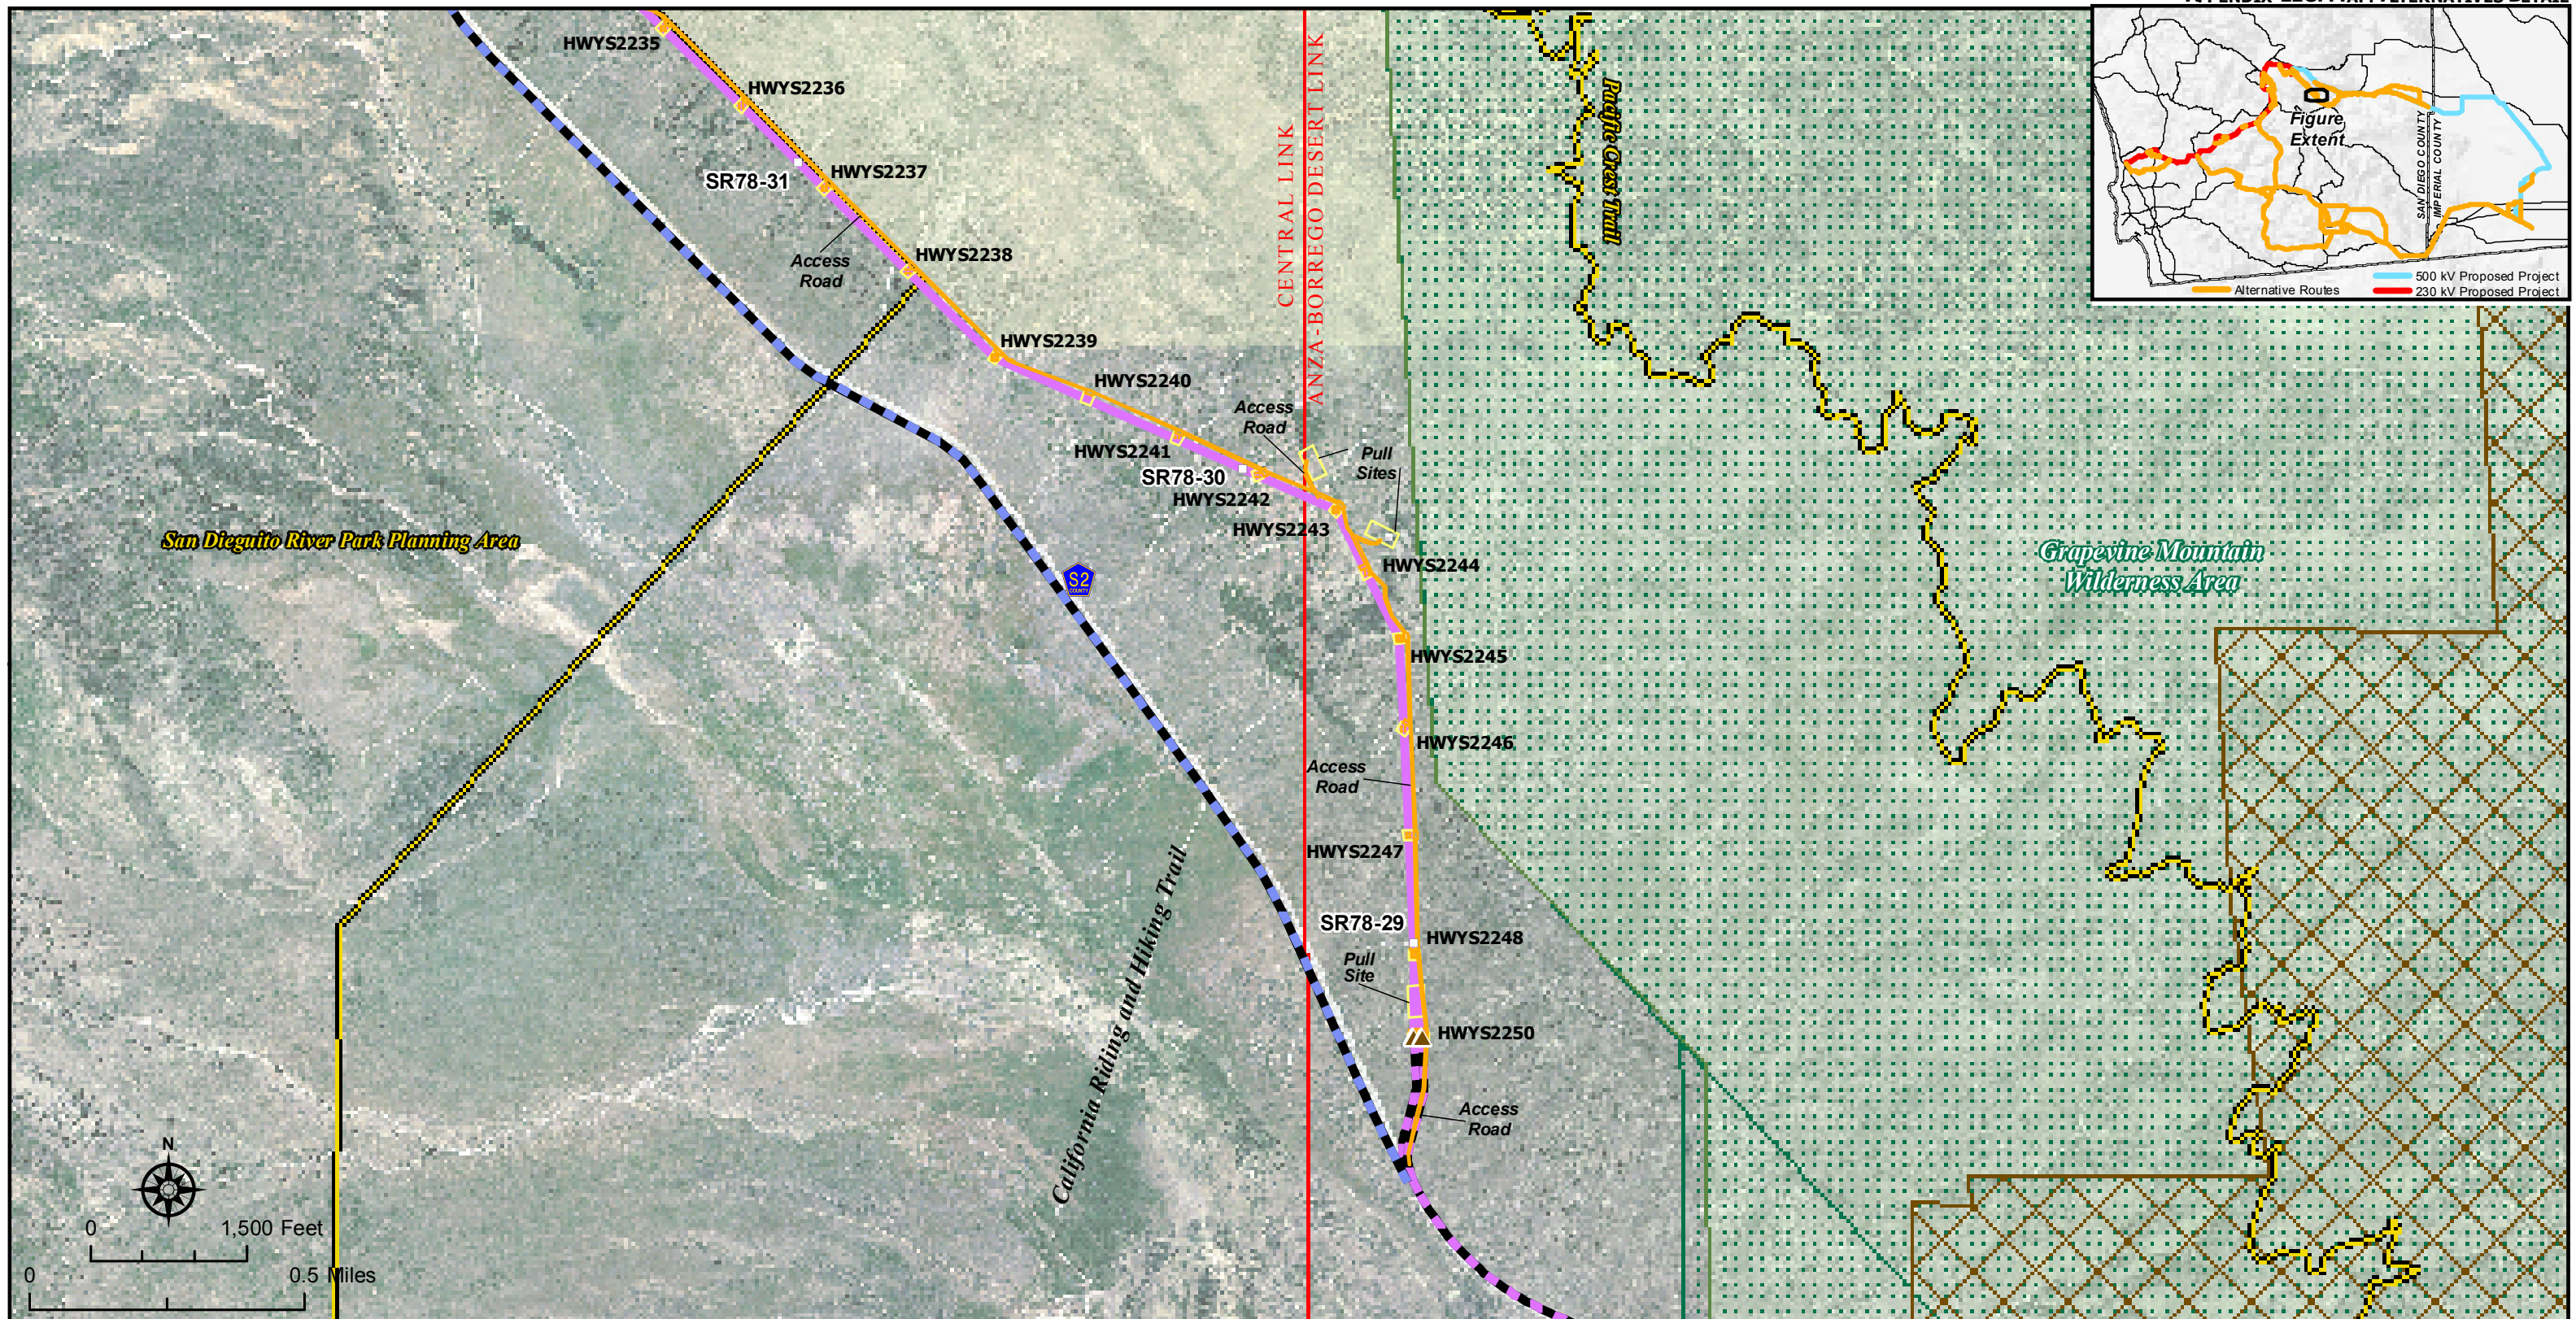 HWYS2235
HWYS2236
HWYS2237
SR78-31
HWYS2238
Access
Road
HWYS2239
HWYS2240
HWYS2241
Access
Road
SR78-30
HWYS2242
Pull
Sites
HWYS2243
HWYS2244
HWYS2245
HWYS2246
Access
Road
HWYS2247
SR78-29
HWYS2248
Pull
Site
HWYS2250
Access
Road
CENTRAL LINK
ANZA-BORREGO DESERT LINK
Pacific Crest Trail
San Dieguito River Park Planning Area
S2
COUNTY
California Riding and Hiking Trail
Grapevine Mountain
Wilderness Area
N
0 1,500 Feet
0 0.5 Miles
Figure
Extent
SAN DIEGO COUNTY
IMPERIAL COUNTY
500 kV Proposed Project
Alternative Routes
230 kV Proposed Project